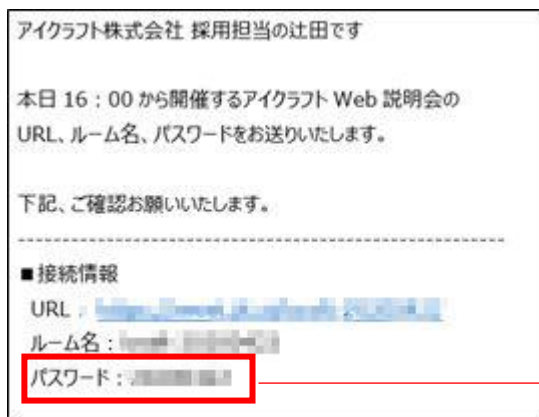 アイクラフト株式会社 採用担当の辻田です
本日 16：00 から開催するアイクラフト Web 説明会の
URL、ルーム名、パスワードをお送りいたします。
下記、ご確認お願いいたします。
----------------------------------------------------
■接続情報
URL：
ルーム名：
パスワード：